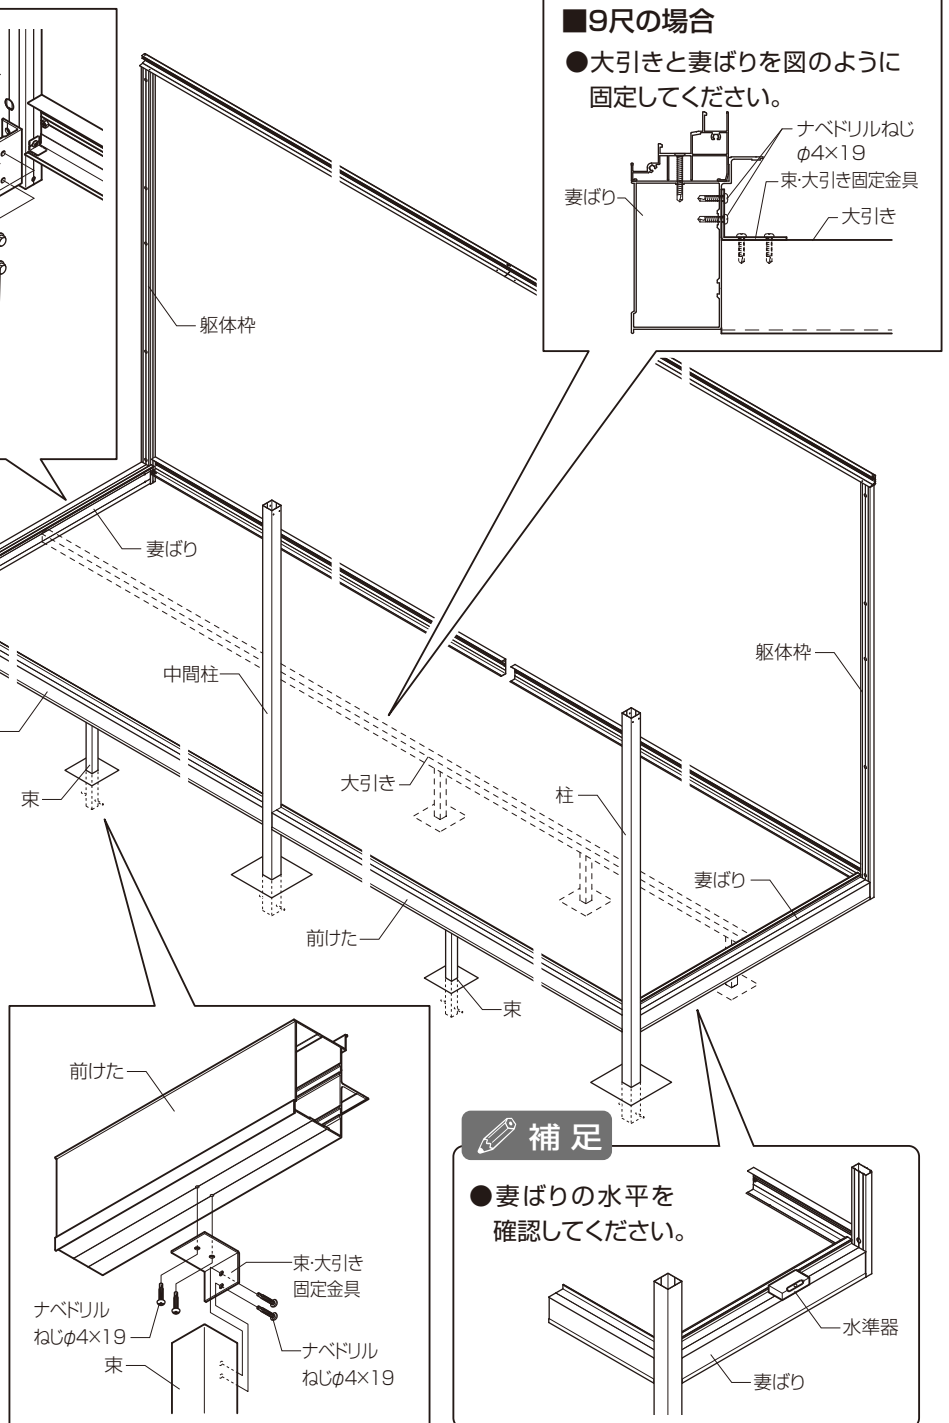 ■9尺の場合
●大引きと妻ばりを図のように
固定してください。
ナベドリルねじ
φ4×19
束・大引き固定金具
妻ばり
大引き
躯体枠
妻ばり
中間柱
躯体枠
大引き
柱
束
妻ばり
前けた
束
前けた
束・大引き
固定金具
ナベドリル
ねじφ4×19
束
ナベドリル
ねじφ4×19
補足
●妻ばりの水平を
確認してください。
水準器
妻ばり